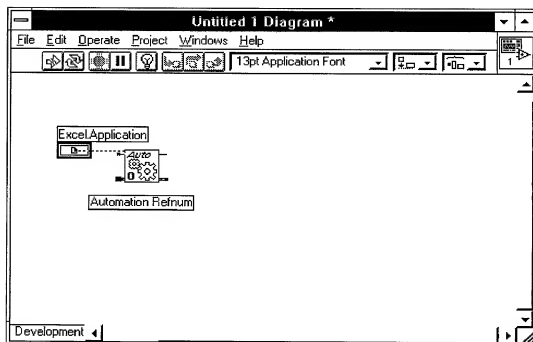 Untitled 1 Diagram *
File Edit Operate Project Windows Help
13pt Application Font
1
Excel.Application
Auto
0
Automation Refnum
Development